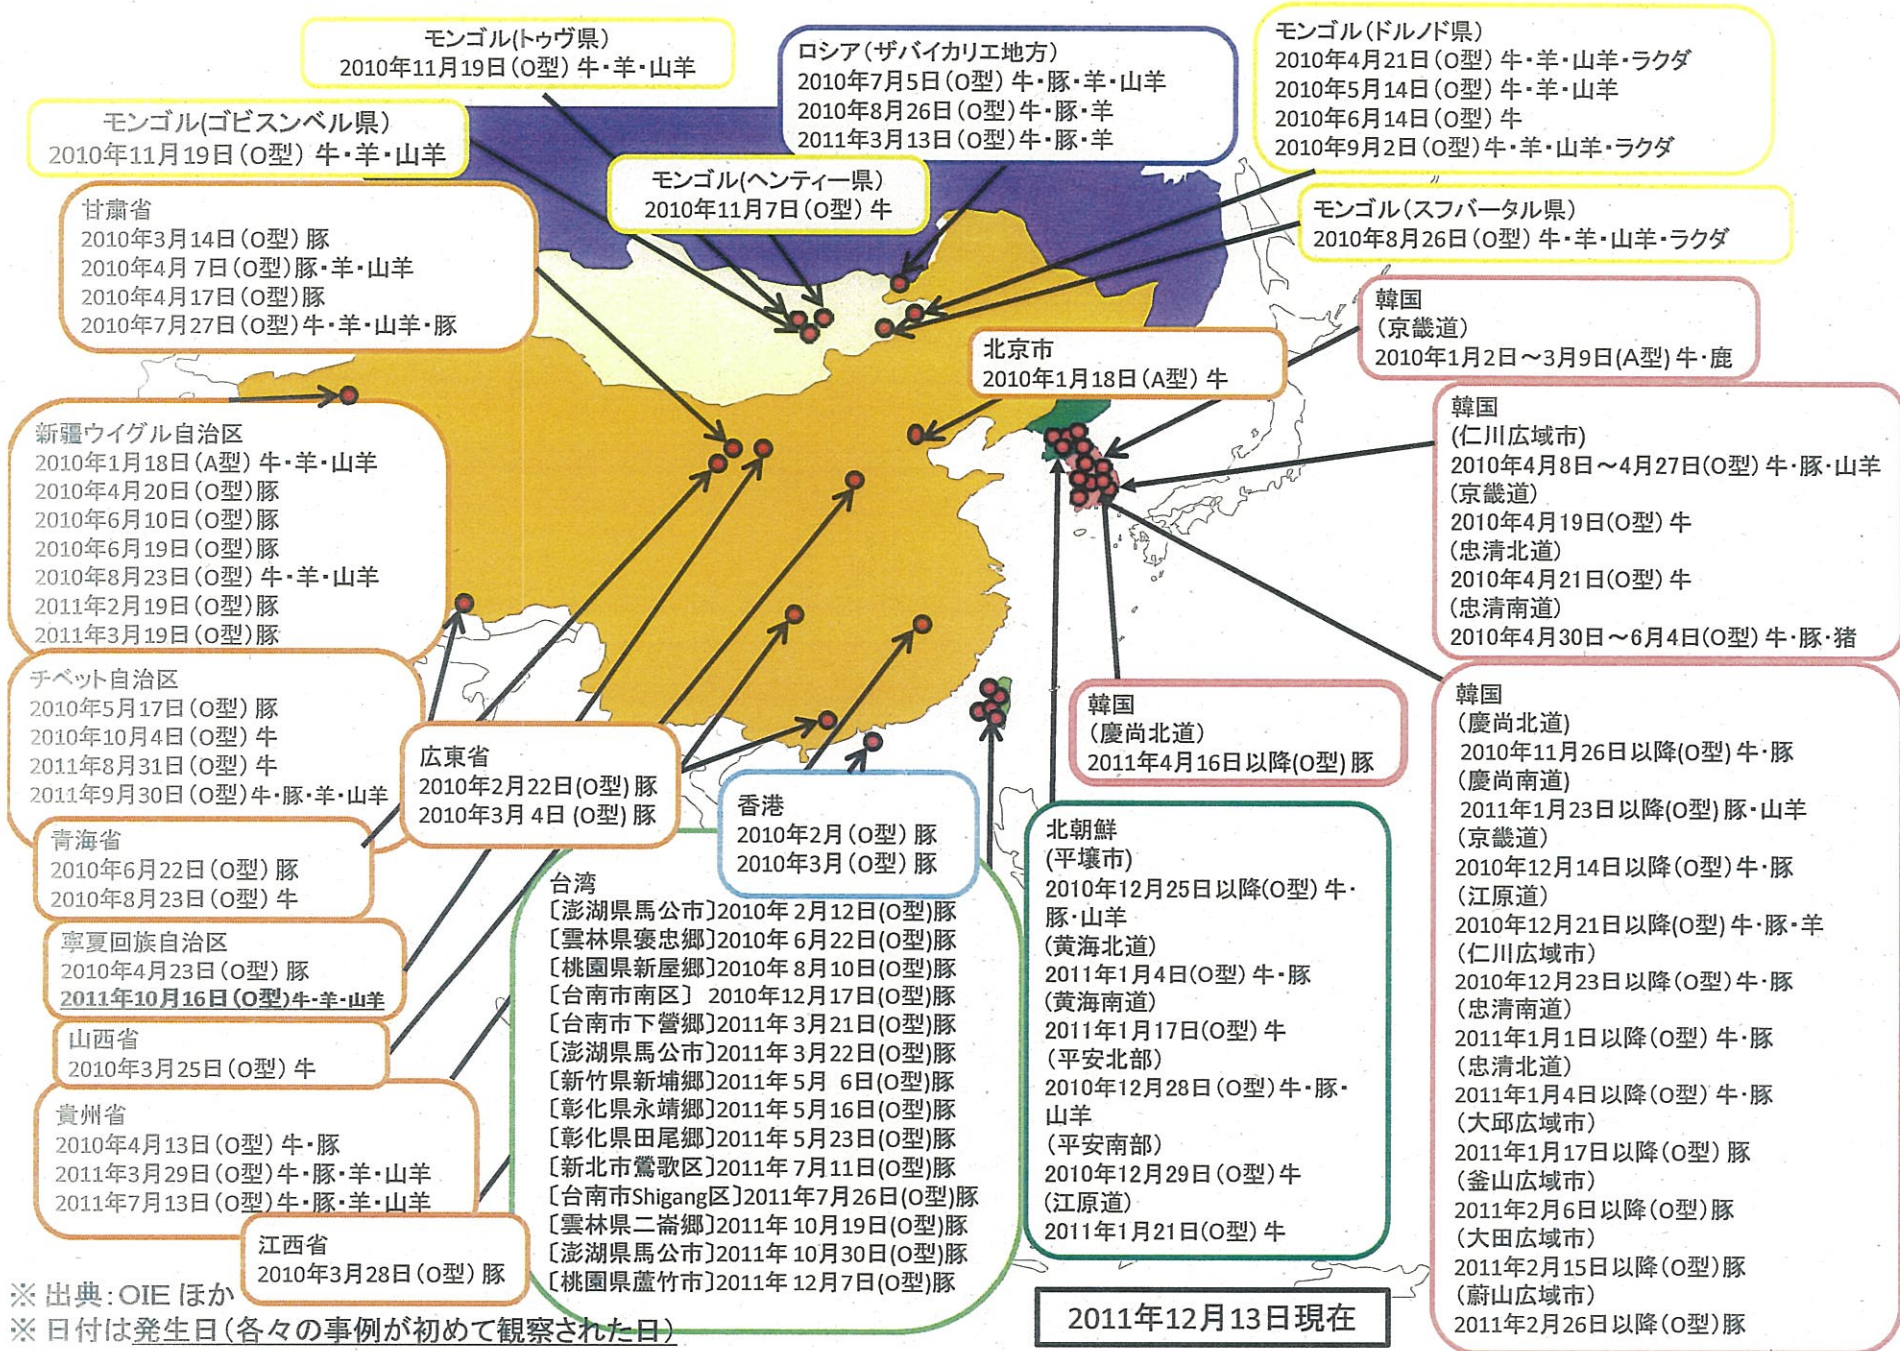 モンゴル(トゥヴ県)
2010年11月19日(O型) 牛・羊・山羊
ロシア(ザバイカリエ地方)
2010年7月5日(O型) 牛・豚・羊・山羊
2010年8月26日(O型)牛・豚・羊
2011年3月13日(O型)牛・豚・羊
モンゴル(ドルノド県)
2010年4月21日(O型) 牛・羊・山羊・ラクダ
2010年5月14日(O型) 牛・羊・山羊
2010年6月14日(O型) 牛
2010年9月2日(O型)牛・羊・山羊・ラクダ
モンゴル(ゴビスンベル県)
2010年11月19日(O型) 牛・羊・山羊
モンゴル(ヘンティー県)
2010年11月7日(O型) 牛
モンゴル(スフバータル県)
2010年8月26日(O型) 牛・羊・山羊・ラクダ
甘粛省
2010年3月14日(O型) 豚
2010年4月7日(O型)豚・羊・山羊
2010年4月17日(O型)豚
2010年7月27日(O型)牛・羊・山羊・豚
韓国
(京畿道)
2010年1月2日～3月9日(A型) 牛・鹿
北京市
2010年1月18日(A型) 牛
韓国
(仁川広域市)
2010年4月8日～4月27日(O型) 牛・豚・山羊
(京畿道)
2010年4月19日(O型) 牛
(忠清北道)
2010年4月21日(O型) 牛
(忠清南道)
2010年4月30日～6月4日(O型) 牛・豚・猪
新疆ウイグル自治区
2010年1月18日(A型) 牛・羊・山羊
2010年4月20日(O型)豚
2010年6月10日(O型)豚
2010年6月19日(O型)豚
2010年8月23日(O型) 牛・羊・山羊
2011年2月19日(O型)豚
2011年3月19日(O型)豚
チベット自治区
2010年5月17日(O型) 豚
2010年10月4日(O型) 牛
2011年8月31日(O型) 牛
2011年9月30日(O型)牛・豚・羊・山羊
広東省
2010年2月22日(O型) 豚
2010年3月 4日 (O型) 豚
香港
2010年2月(O型) 豚
2010年3月(O型) 豚
韓国
(慶尚北道)
2011年4月16日以降(O型) 豚
韓国
(慶尚北道)
2010年11月26日以降(O型) 牛・豚
(慶尚南道)
2011年1月23日以降(O型) 豚・山羊
(京畿道)
2010年12月14日以降(O型) 牛・豚
(江原道)
2010年12月21日以降(O型) 牛・豚・羊
(仁川広域市)
2010年12月23日以降(O型) 牛・豚
(忠清南道)
2011年1月1日以降(O型) 牛・豚
(忠清北道)
2011年1月4日以降(O型) 牛・豚
(大邱広域市)
2011年1月17日以降(O型) 豚
(釜山広域市)
2011年2月6日以降(O型)豚
(大田広域市)
2011年2月15日以降(O型)豚
(蔚山広域市)
2011年2月26日以降(O型)豚
青海省
2010年6月22日(O型) 豚
2010年8月23日(O型) 牛
寧夏回族自治区
2010年4月23日(O型) 豚
2011年10月16日(O型)牛・羊・山羊
山西省
2010年3月25日(O型) 牛
貴州省
2010年4月13日(O型) 牛・豚
2011年3月29日(O型)牛・豚・羊・山羊
2011年7月13日(O型)牛・豚・羊・山羊
江西省
2010年3月28日(O型) 豚
台湾
〔澎湖県馬公市〕2010年 2月12日(O型)豚
〔雲林県褒忠郷〕2010年 6月22日(O型)豚
〔桃園県新屋郷〕2010年 8月10日(O型)豚
〔台南市南区〕 2010年12月17日(O型)豚
〔台南市下營郷〕2011年 3月21日(O型)豚
〔澎湖県馬公市〕2011年 3月22日(O型)豚
〔新竹県新埔郷〕2011年 5月 6日(O型)豚
〔彰化県永靖郷〕2011年 5月16日(O型)豚
〔彰化県田尾郷〕2011年 5月23日(O型)豚
〔新北市鶯歌区〕2011年 7月11日(O型)豚
〔台南市Shigang区〕2011年7月26日(O型)豚
〔雲林県二崙郷〕2011年 10月19日(O型)豚
〔澎湖県馬公市〕2011年 10月30日(O型)豚
〔桃園県蘆竹市〕2011年 12月7日(O型)豚
北朝鮮
(平壌市)
2010年12月25日以降(O型) 牛・
豚・山羊
(黄海北道)
2011年1月4日(O型) 牛・豚
(黄海南道)
2011年1月17日(O型) 牛
(平安北部)
2010年12月28日(O型) 牛・豚・
山羊
(平安南部)
2010年12月29日(O型) 牛
(江原道)
2011年1月21日(O型) 牛
※ 出典：OIE ほか
※ 日付は発生日(各々の事例が初めて観察された日)
2011年12月13日現在